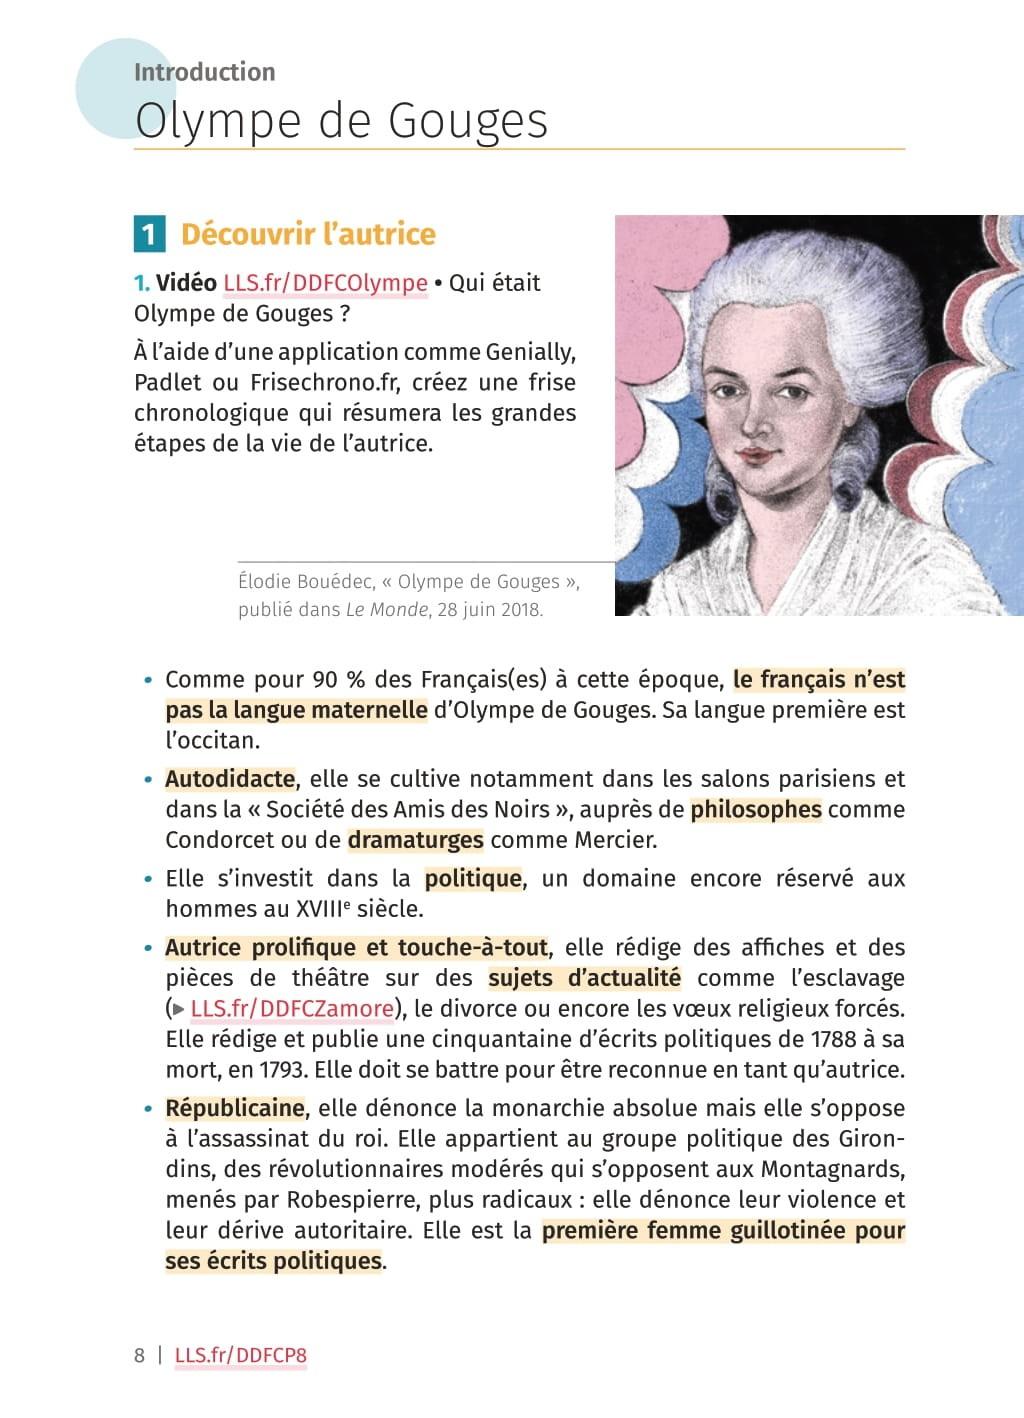 Introduction
Olympe de Gouges
1 Découvrir l’autrice
1. Vidéo LLS.fr/DDFCOlympe • Qui était
Olympe de Gouges ?
À l’aide d’une application comme Genially,
Padlet ou Frisechrono.fr, créez une frise
chronologique qui résumera les grandes
étapes de la vie de l’autrice.
Élodie Bouédec, « Olympe de Gouges »,
publié dans Le Monde, 28 juin 2018.
• Comme pour 90 % des Français(es) à cette époque, le français n’est
pas la langue maternelle d’Olympe de Gouges. Sa langue première est
l’occitan.
• Autodidacte, elle se cultive notamment dans les salons parisiens et
dans la « Société des Amis des Noirs », auprès de philosophes comme
Condorcet ou de dramaturges comme Mercier.
• Elle s’investit dans la politique, un domaine encore réservé aux
hommes au XVIIIe siècle.
• Autrice prolifique et touche-à-tout, elle rédige des affiches et des
pièces de théâtre sur des sujets d’actualité comme l’esclavage
(▶ LLS.fr/DDFCZamore), le divorce ou encore les vœux religieux forcés.
Elle rédige et publie une cinquantaine d’écrits politiques de 1788 à sa
mort, en 1793. Elle doit se battre pour être reconnue en tant qu’autrice.
• Républicaine, elle dénonce la monarchie absolue mais elle s’oppose
à l’assassinat du roi. Elle appartient au groupe politique des Giron-
dins, des révolutionnaires modérés qui s’opposent aux Montagnards,
menés par Robespierre, plus radicaux : elle dénonce leur violence et
leur dérive autoritaire. Elle est la première femme guillotinée pour
ses écrits politiques.
8 | LLS.fr/DDFCP8